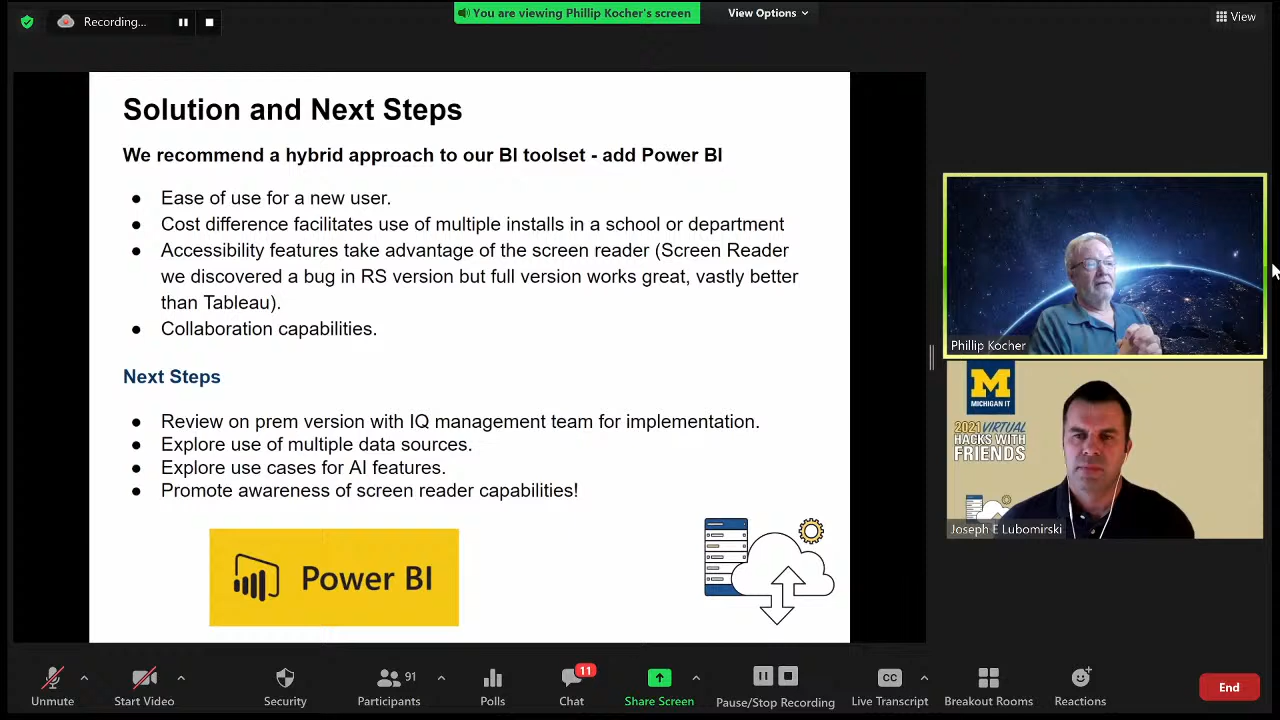 Recording...
You are viewing Phillip Kocher's screen
View Options
View
Solution and Next Steps
We recommend a hybrid approach to our BI toolset - add Power BI
● Ease of use for a new user.
● Cost difference facilitates use of multiple installs in a school or department
● Accessibility features take advantage of the screen reader (Screen Reader
we discovered a bug in RS version but full version works great, vastly better
than Tableau).
● Collaboration capabilities.
Next Steps
● Review on prem version with IQ management team for implementation.
● Explore use of multiple data sources.
● Explore use cases for AI features.
● Promote awareness of screen reader capabilities!
Power BI
Phillip Kocher
M
MICHIGAN IT
2021 VIRTUAL
HACKS WITH
FRIENDS
Joseph E Lubomirski
Unmute
Start Video
Security
91
Participants
Polls
11
Chat
Share Screen
Pause/Stop Recording
CC
Live Transcript
Breakout Rooms
Reactions
End